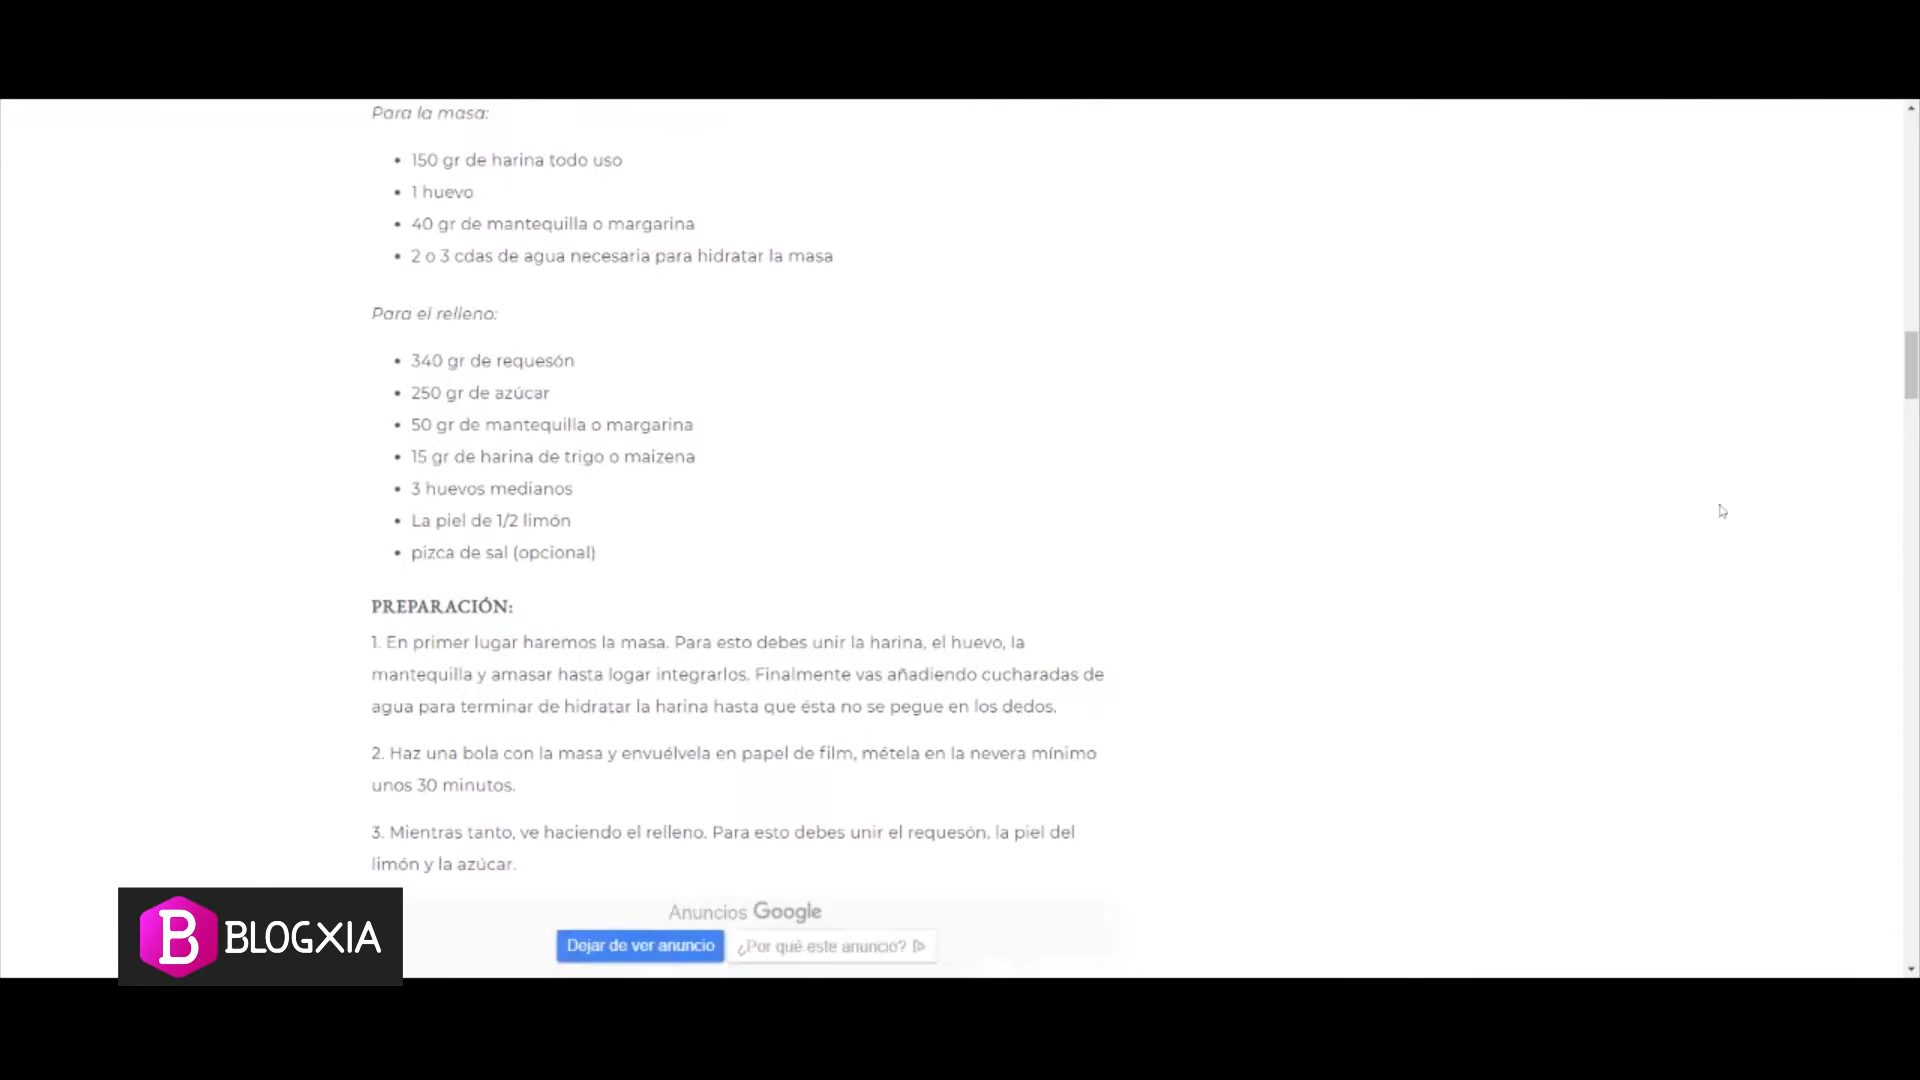 Para la masa:
• 150 gr de harina todo uso
• 1 huevo
• 40 gr de mantequilla o margarina
• 2 o 3 cdas de agua necesaria para hidratar la masa
Para el relleno:
• 340 gr de requesón
• 250 gr de azúcar
• 50 gr de mantequilla o margarina
• 15 gr de harina de trigo o maizena
• 3 huevos medianos
• La piel de 1/2 limón
• pizca de sal (opcional)
PREPARACIÓN:
1. En primer lugar haremos la masa. Para esto debes unir la harina, el huevo, la
mantequilla y amasar hasta logar integrarlos. Finalmente vas añadiendo cucharadas de
agua para terminar de hidratar la harina hasta que ésta no se pegue en los dedos.
2. Haz una bola con la masa y envuélvela en papel de film, métela en la nevera mínimo
unos 30 minutos.
3. Mientras tanto, ve haciendo el relleno. Para esto debes unir el requesón, la piel del
limón y la azúcar.
Anuncios Google
Dejar de ver anuncio ¿Por qué este anuncio?
B BLOGXIA